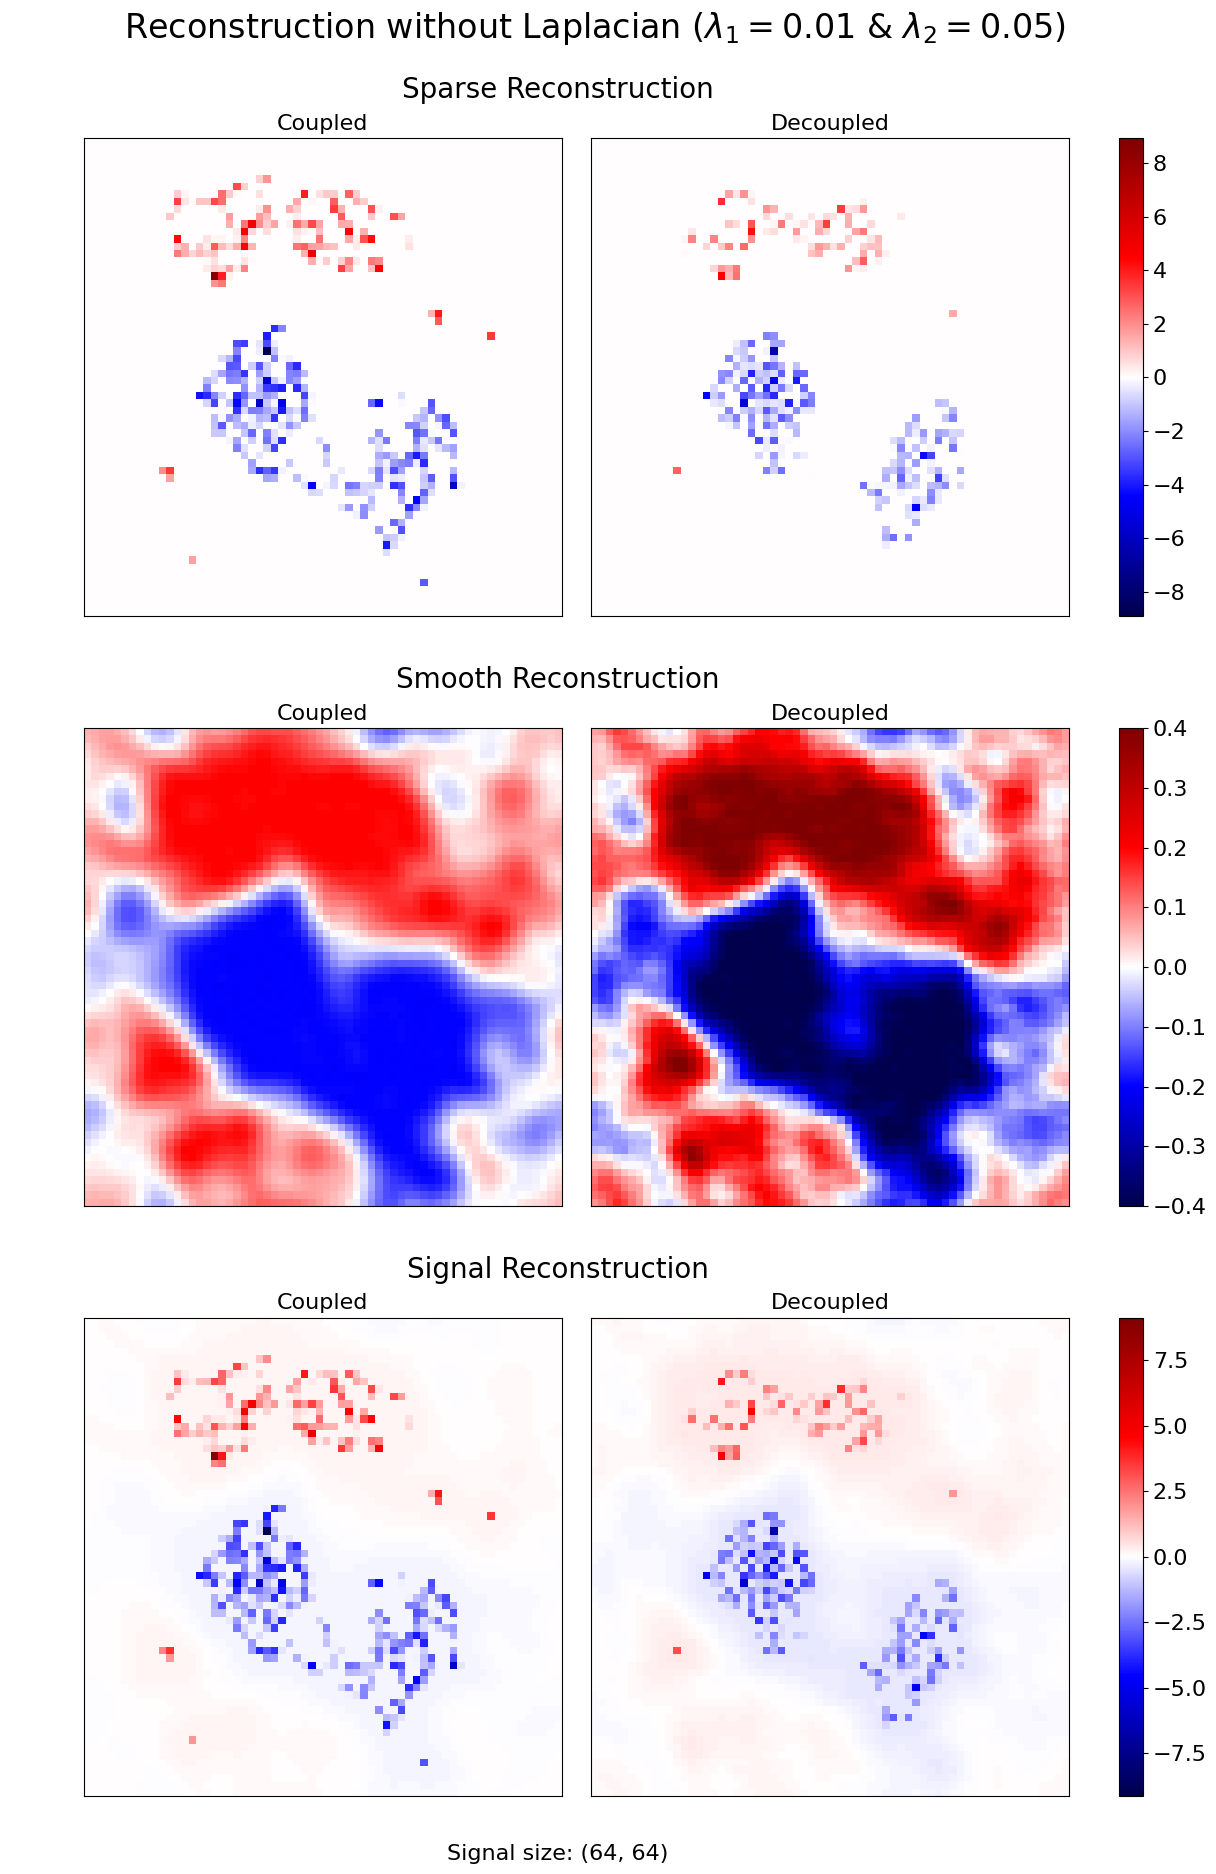 Reconstruction without Laplacian (λ₁ = 0.01 & λ₂ = 0.05)
Sparse Reconstruction
Coupled
Decoupled
8
6
4
2
0
−2
−4
−6
−8
Smooth Reconstruction
Coupled
Decoupled
0.4
0.3
0.2
0.1
0.0
−0.1
−0.2
−0.3
−0.4
Signal Reconstruction
Coupled
Decoupled
7.5
5.0
2.5
0.0
−2.5
−5.0
−7.5
Signal size: (64, 64)